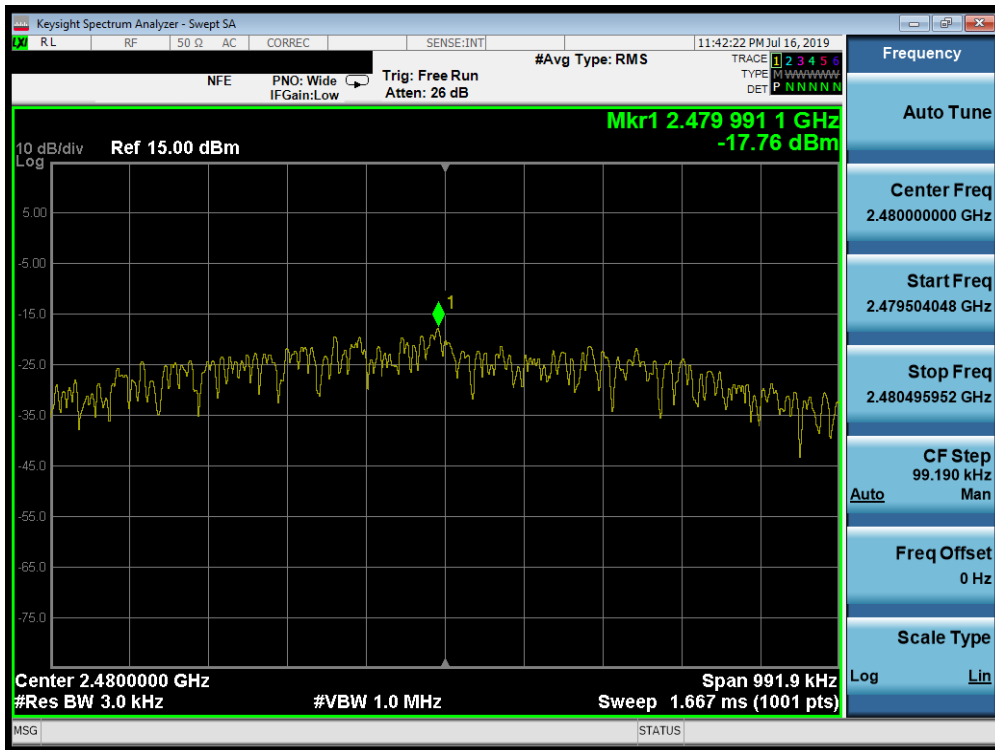 Keysight Spectrum Analyzer - Swept SA
LXI RL RF 50 Ω AC CORREC SENSE:INT 11:42:22 PM Jul 16, 2019
NFE PNO: Wide Trig: Free Run #Avg Type: RMS TRACE 1 2 3 4 5 6
IFGain:Low Atten: 26 dB TYPE M WWWWW
DET P N N N N N
Mkr1 2.479 991 1 GHz
-17.76 dBm
10 dB/div Ref 15.00 dBm
Log
5.00
-5.00
1
-15.0
-25.0
-35.0
-45.0
-55.0
-65.0
-75.0
Center 2.4800000 GHz Span 991.9 kHz
#Res BW 3.0 kHz #VBW 1.0 MHz Sweep 1.667 ms (1001 pts)
MSG STATUS
Frequency
Auto Tune
Center Freq
2.480000000 GHz
Start Freq
2.479504048 GHz
Stop Freq
2.480495952 GHz
CF Step
99.190 kHz
Auto Man
Freq Offset
0 Hz
Scale Type
Log Lin